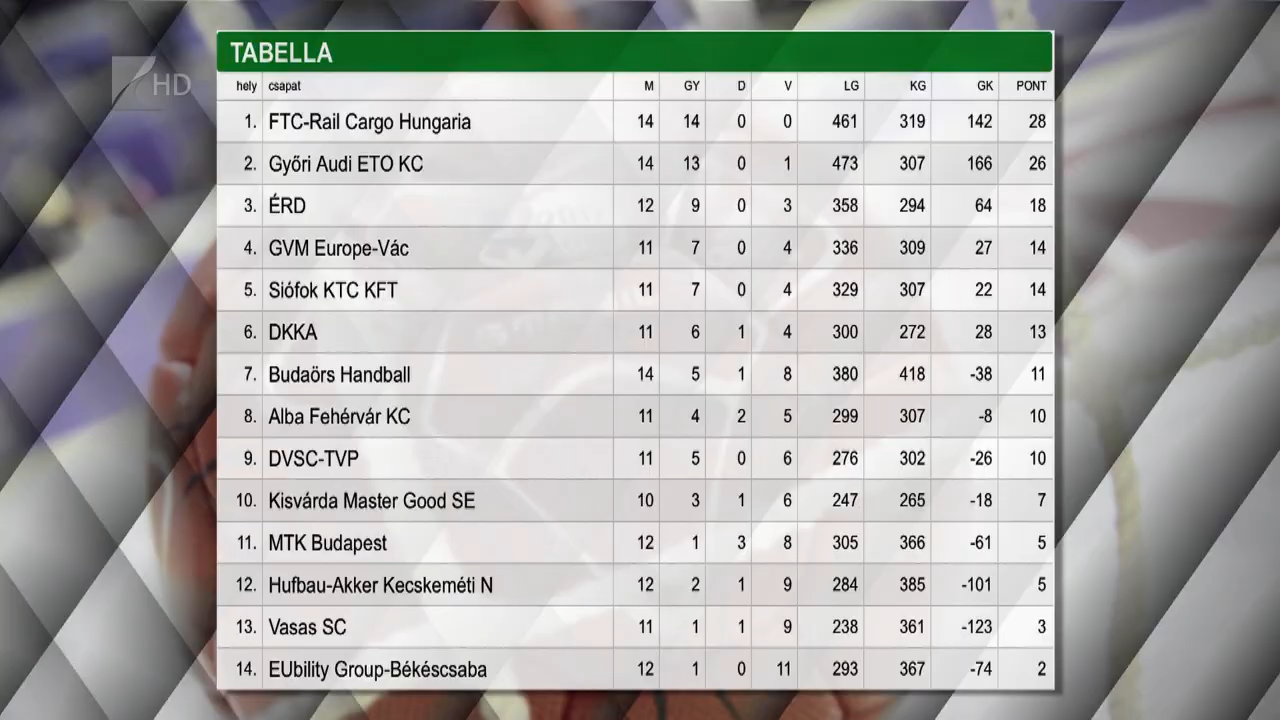 HD
TABELLA
hely csapat M GY D V LG KG GK PONT
1. FTC-Rail Cargo Hungaria 14 14 0 0 461 319 142 28
2. Győri Audi ETO KC 14 13 0 1 473 307 166 26
3. ÉRD 12 9 0 3 358 294 64 18
4. GVM Europe-Vác 11 7 0 4 336 309 27 14
5. Siófok KTC KFT 11 7 0 4 329 307 22 14
6. DKKA 11 6 1 4 300 272 28 13
7. Budaörs Handball 14 5 1 8 380 418 -38 11
8. Alba Fehérvár KC 11 4 2 5 299 307 -8 10
9. DVSC-TVP 11 5 0 6 276 302 -26 10
10. Kisvárda Master Good SE 10 3 1 6 247 265 -18 7
11. MTK Budapest 12 1 3 8 305 366 -61 5
12. Hufbau-Akker Kecskeméti N 12 2 1 9 284 385 -101 5
13. Vasas SC 11 1 1 9 238 361 -123 3
14. EUbility Group-Békéscsaba 12 1 0 11 293 367 -74 2